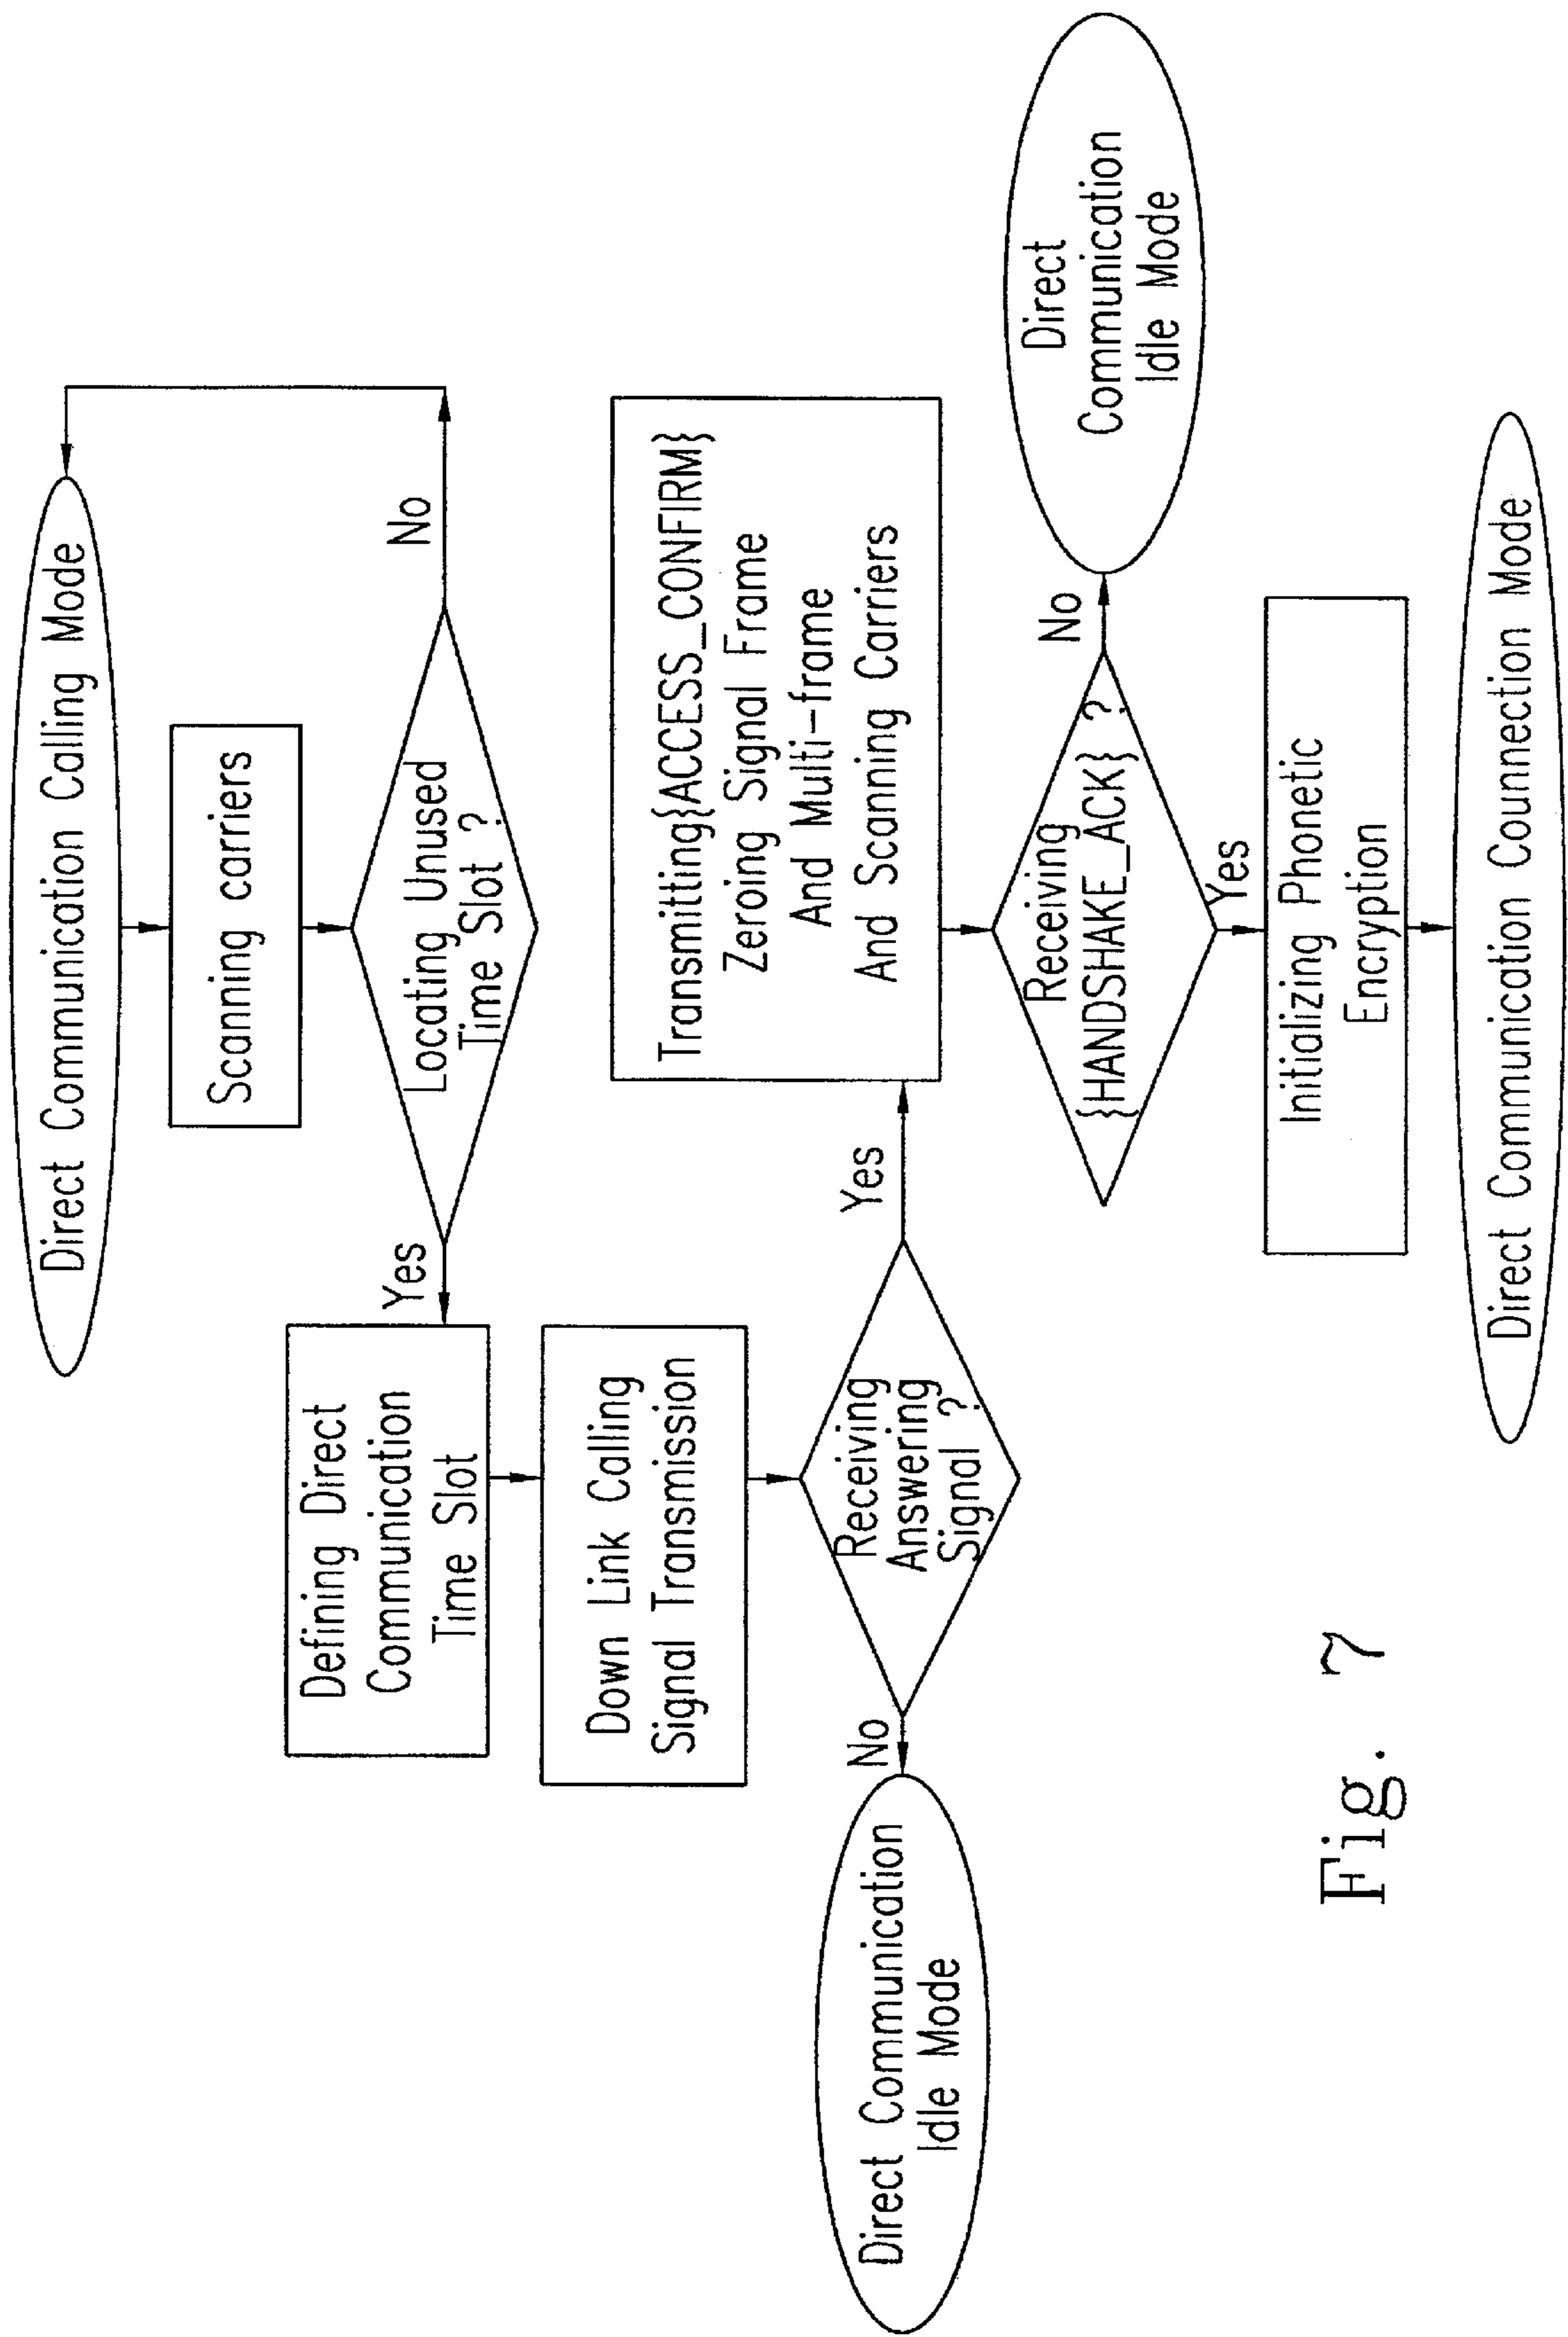 Direct Communication Calling Mode
Scanning carriers
Locating Unused
Time Slot ?
No
Yes
Defining Direct
Communication
Time Slot
Down Link Calling
Signal Transmission
Receiving
Answering
Signal ?
No
Direct Communication
Idle Mode
Yes
Transmitting{ACCESS_CONFIRM}
Zeroing Signal Frame
And Multi-frame
And Scanning Carriers
Receiving
{HANDSHAKE_ACK} ?
No
Direct
Communication
Idle Mode
Yes
Initializing Phonetic
Encryption
Direct Communication Counnection Mode
Fig. 7